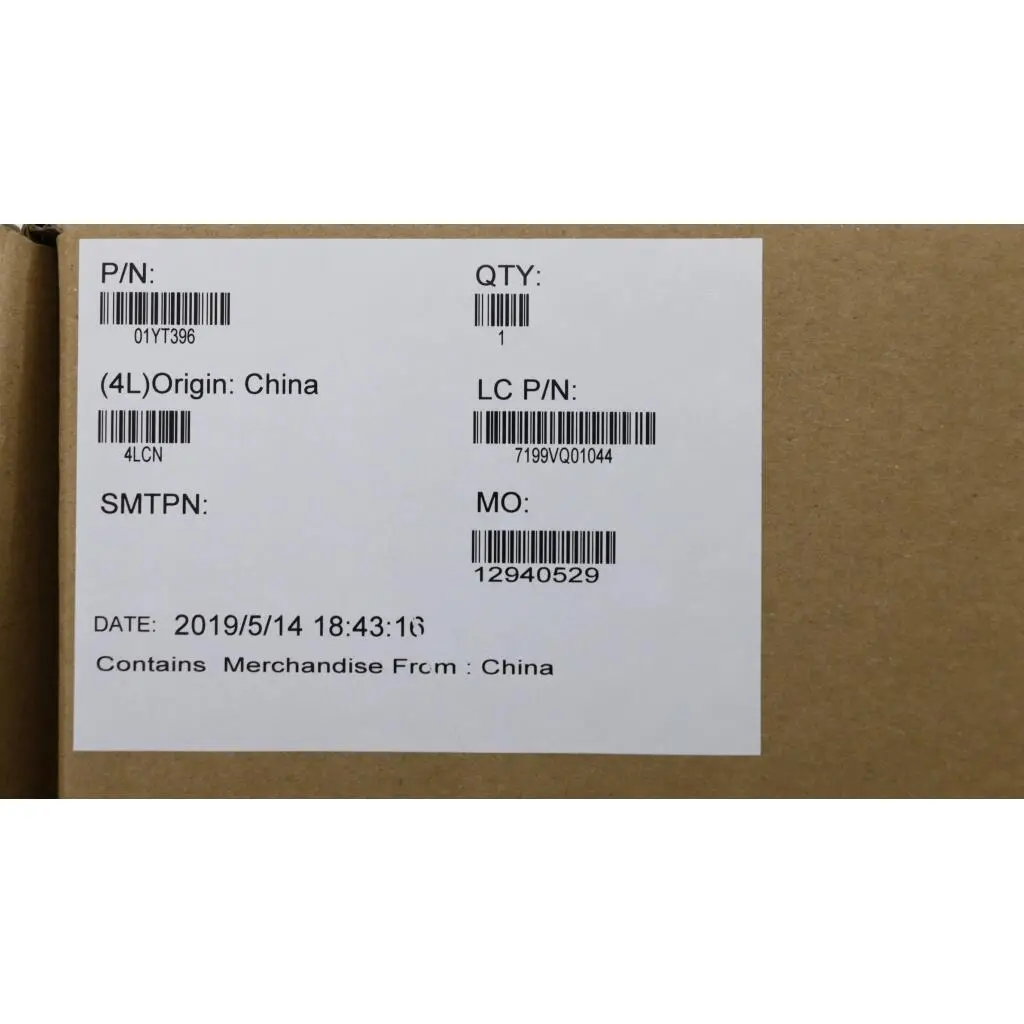 P/N:
QTY:
01YT396
1
(4L)Origin: China
LC P/N:
4LCN
7199VQ01044
SMTPN:
MO:
12940529
DATE: 2019/5/14 18:43:16
Contains Merchandise From : China